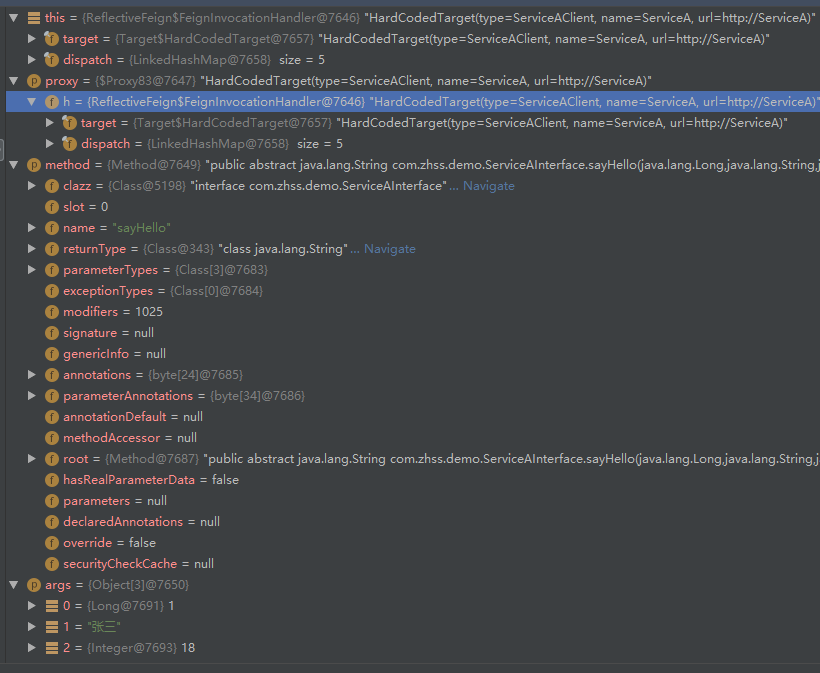 this = {ReflectiveFeign$FeignInvocationHandler@7646} "HardCodedTarget(type=ServiceAClient, name=ServiceA, url=http://ServiceA)"
target = {Target$HardCodedTarget@7657} "HardCodedTarget(type=ServiceAClient, name=ServiceA, url=http://ServiceA)"
dispatch = {LinkedHashMap@7658} size = 5
proxy = {$Proxy83@7647} "HardCodedTarget(type=ServiceAClient, name=ServiceA, url=http://ServiceA)"
h = {ReflectiveFeign$FeignInvocationHandler@7646} "HardCodedTarget(type=ServiceAClient, name=ServiceA, url=http://ServiceA)"
target = {Target$HardCodedTarget@7657} "HardCodedTarget(type=ServiceAClient, name=ServiceA, url=http://ServiceA)"
dispatch = {LinkedHashMap@7658} size = 5
method = {Method@7649} "public abstract java.lang.String com.zhss.demo.ServiceAInterface.sayHello(java.lang.Long,java.lang.String,j
clazz = {Class@5198} "interface com.zhss.demo.ServiceAInterface"... Navigate
slot = 0
name = "sayHello"
returnType = {Class@343} "class java.lang.String"... Navigate
parameterTypes = {Class[3]@7683}
exceptionTypes = {Class[0]@7684}
modifiers = 1025
signature = null
genericInfo = null
annotations = {byte[24]@7685}
parameterAnnotations = {byte[34]@7686}
annotationDefault = null
methodAccessor = null
root = {Method@7687} "public abstract java.lang.String com.zhss.demo.ServiceAInterface.sayHello(java.lang.Long,java.lang.String,j
hasRealParameterData = false
parameters = null
declaredAnnotations = null
override = false
securityCheckCache = null
args = {Object[3]@7650}
0 = {Long@7691} 1
1 = "张三"
2 = {Integer@7693} 18